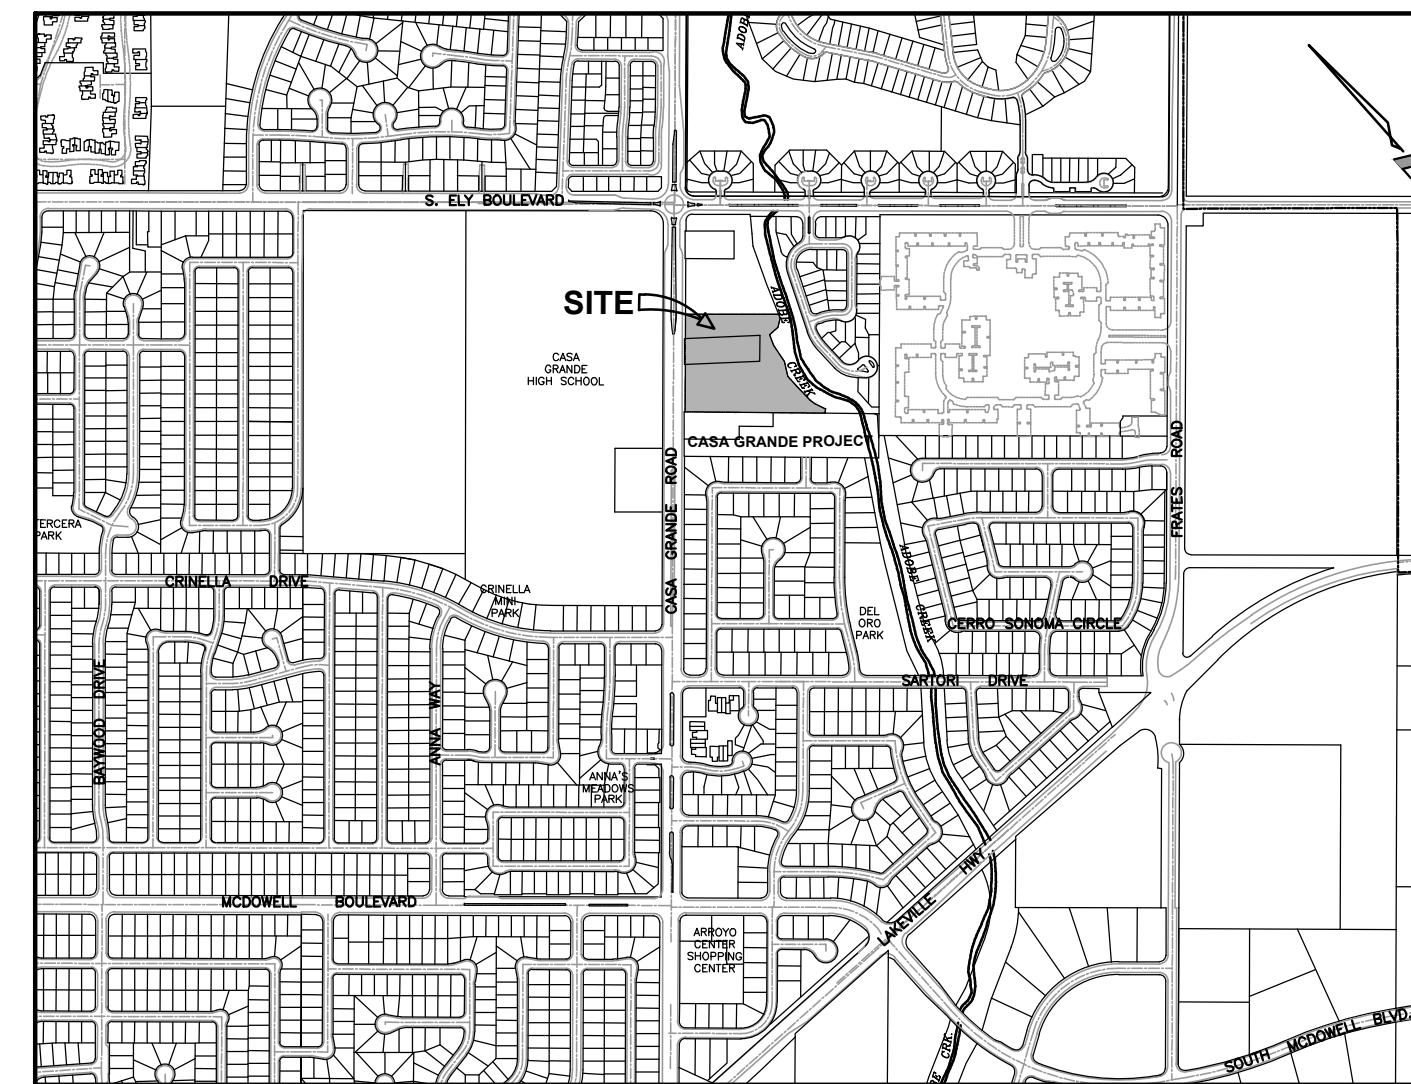 ADOBE
S. ELY BOULEVARD
SITE
ADOBE
CREEK
CASA
GRANDE
HIGH SCHOOL
CASA GRANDE PROJECT
CASA GRANDE ROAD
FRATES ROAD
TERCERA
PARK
CRINELLA DRIVE
CRINELLA
MINI
PARK
ADOBE
CREEK
DEL
ORO
PARK
CERRO SONOMA CIRCLE
SARTORI DRIVE
BAYWOOD DRIVE
ANNA WAY
ANNA'S
MEADOWS
PARK
LAKEVILLE HWY
MCDOWELL BOULEVARD
ARROYO
CENTER
SHOPPING
CENTER
CRK.
SOUTH MCDOWELL BLVD.